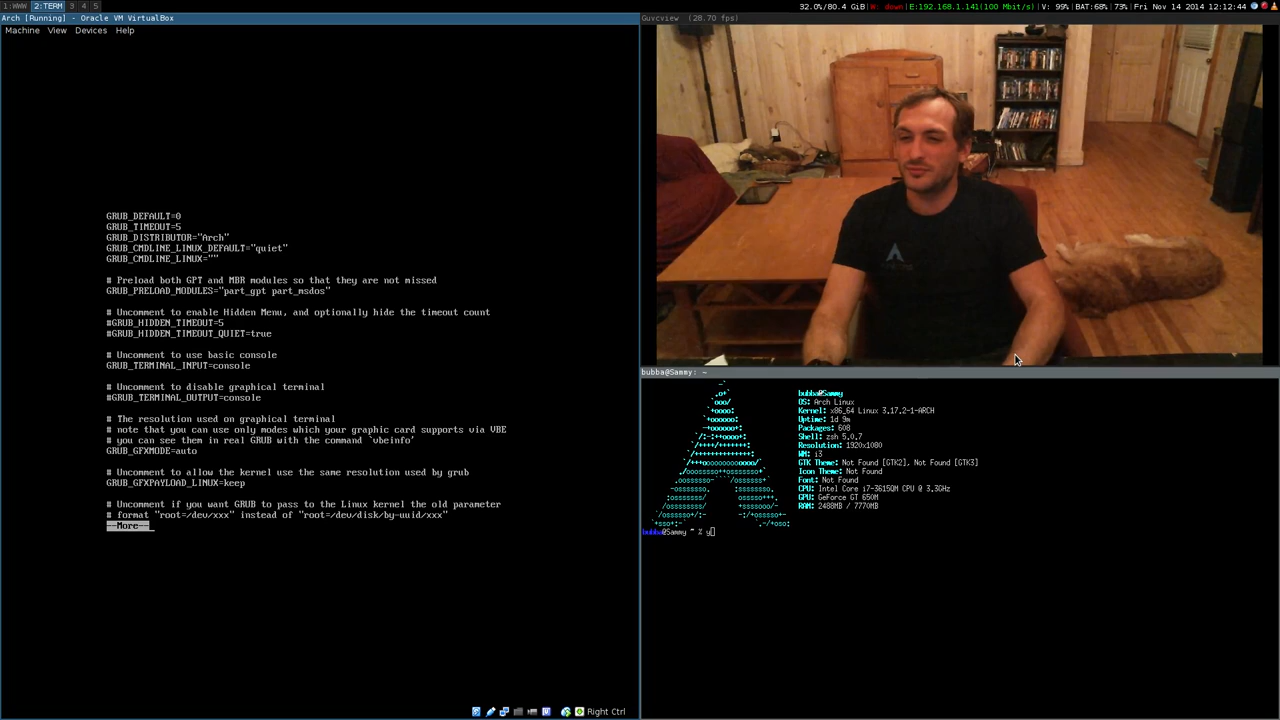 1:WWW 2:TERM 3 4 5
32.0%/80.4 GiB|W: down|E:192.168.1.141(100 Mbit/s)|V: 99%|BAT:68%|73%|Fri Nov 14 2014 12:12:44
Arch [Running] - Oracle VM VirtualBox
Machine View Devices Help
GRUB_DEFAULT=0
GRUB_TIMEOUT=5
GRUB_DISTRIBUTOR="Arch"
GRUB_CMDLINE_LINUX_DEFAULT="quiet"
GRUB_CMDLINE_LINUX=""
# Preload both GPT and MBR modules so that they are not missed
GRUB_PRELOAD_MODULES="part_gpt part_msdos"
# Uncomment to enable Hidden Menu, and optionally hide the timeout count
#GRUB_HIDDEN_TIMEOUT=5
#GRUB_HIDDEN_TIMEOUT_QUIET=true
# Uncomment to use basic console
GRUB_TERMINAL_INPUT=console
# Uncomment to disable graphical terminal
#GRUB_TERMINAL_OUTPUT=console
# The resolution used on graphical terminal
# note that you can use only modes which your graphic card supports via VBE
# you can see them in real GRUB with the command `vbeinfo'
GRUB_GFXMODE=auto
# Uncomment to allow the kernel use the same resolution used by grub
GRUB_GFXPAYLOAD_LINUX=keep
# Uncomment if you want GRUB to pass to the Linux kernel the old parameter
# format "root=/dev/xxx" instead of "root=/dev/disk/by-uuid/xxx"
--More--
Right Ctrl
Guvcview (28.70 fps)
bubba@Sammy: ~
bubba@Sammy
OS: Arch Linux
Kernel: x86_64 Linux 3.17.2-1-ARCH
Uptime: 1d 9m
Packages: 608
Shell: zsh 5.0.7
Resolution: 1920x1080
WM: i3
GTK Theme: Not Found [GTK2], Not Found [GTK3]
Icon Theme: Not Found
Font: Not Found
CPU: Intel Core i7-3615QM CPU @ 3.3GHz
GPU: GeForce GT 650M
RAM: 2488MB / 7770MB
bubba@Sammy ~ % y